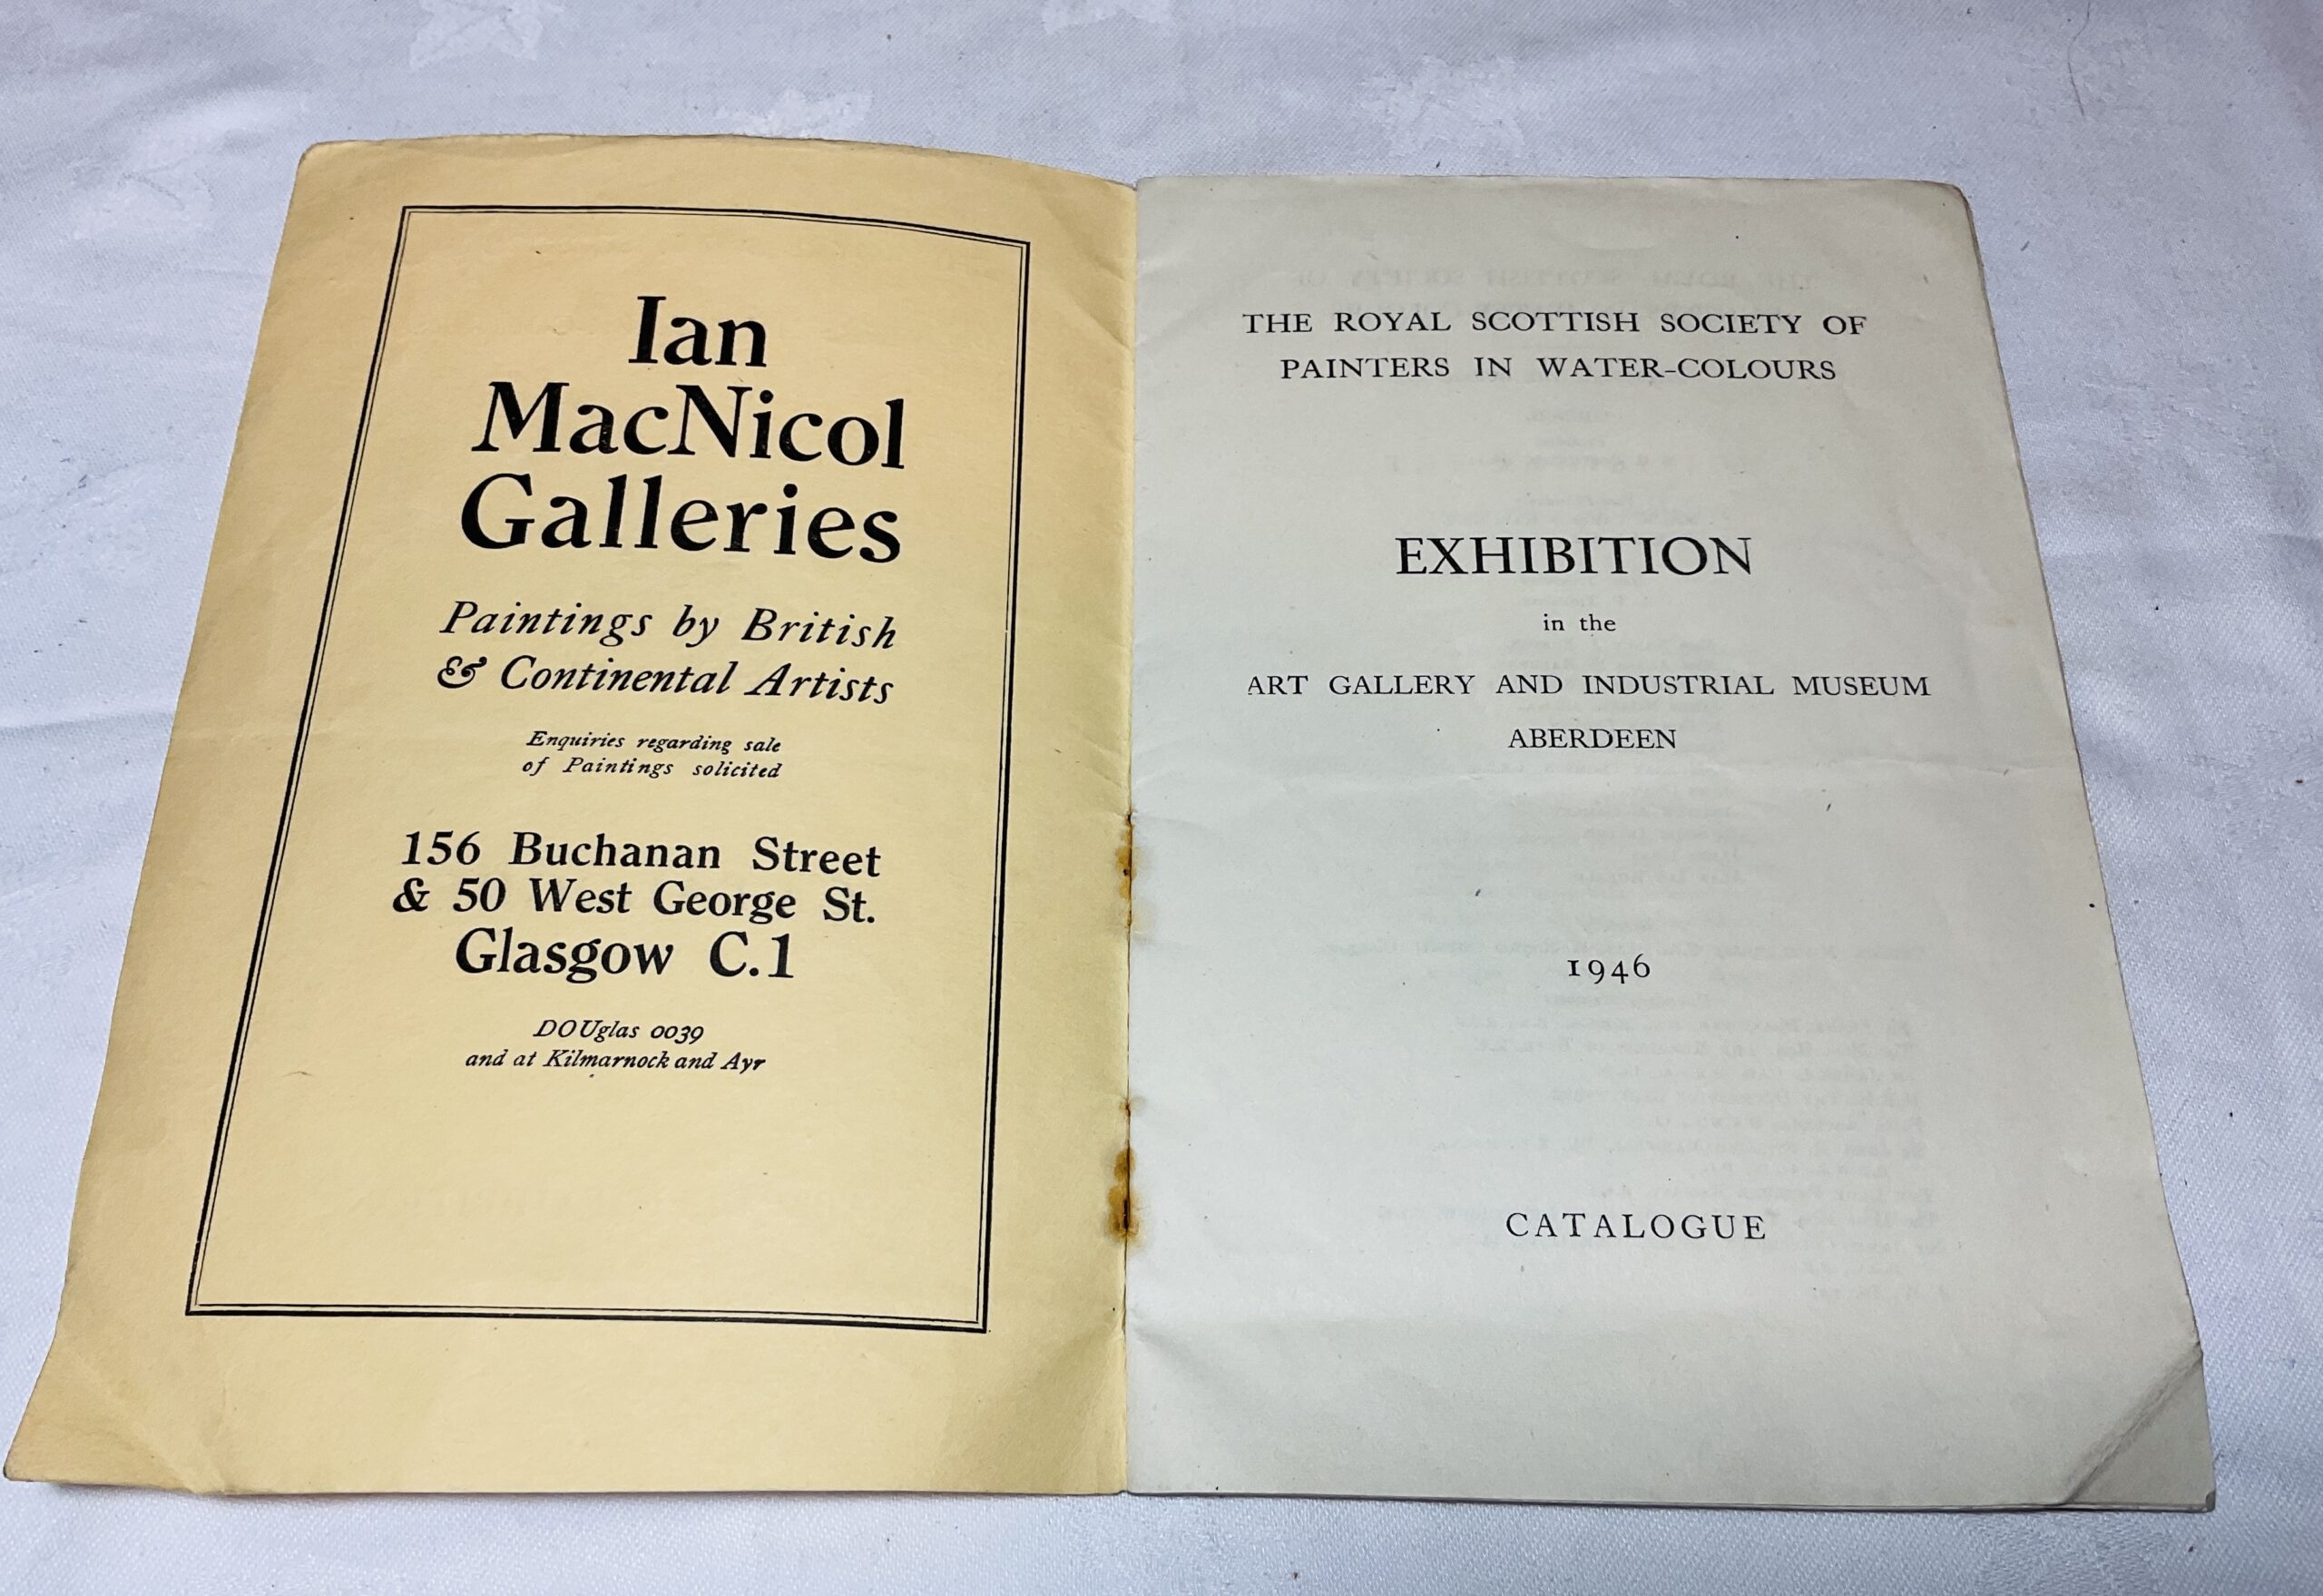 Ian
MacNicol
Galleries
Paintings by British
& Continental Artists
Enquiries regarding sale
of Paintings solicited
156 Buchanan Street
& 50 West George St.
Glasgow C.1
DOUglas 0039
and at Kilmarnock and Ayr
THE ROYAL SCOTTISH SOCIETY OF
PAINTERS IN WATER-COLOURS
EXHIBITION
in the
ART GALLERY AND INDUSTRIAL MUSEUM
ABERDEEN
1946
CATALOGUE